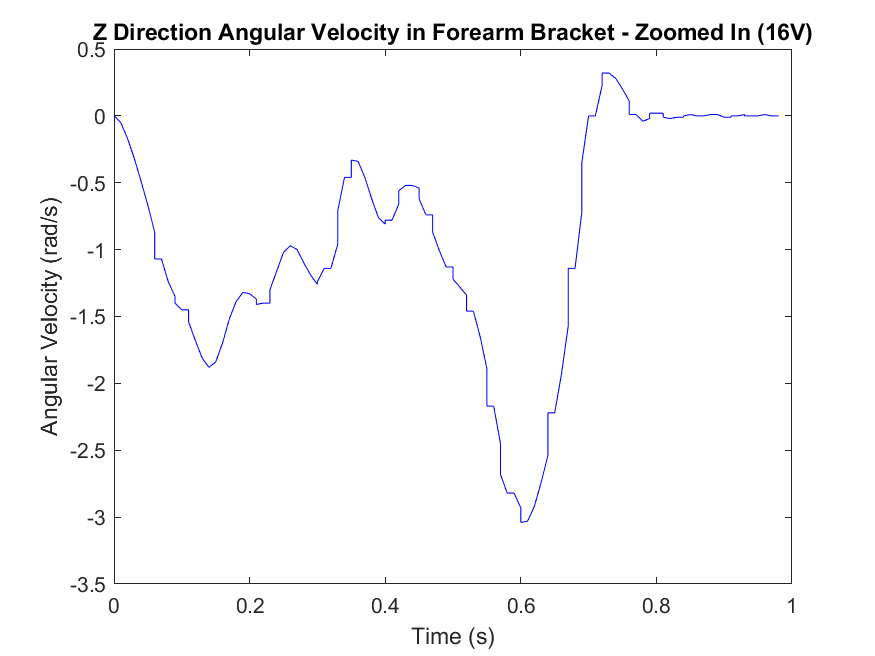 Z Direction Angular Velocity in Forearm Bracket - Zoomed In (16V)
0.5
0
-0.5
-1
-1.5
-2
-2.5
-3
-3.5
Angular Velocity (rad/s)
0 0.2 0.4 0.6 0.8 1
Time (s)